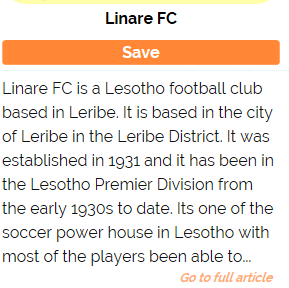 Linare FC
Save
Linare FC is a Lesotho football club
based in Leribe. It is based in the city
of Leribe in the Leribe District. It was
established in 1931 and it has been in
the Lesotho Premier Division from
the early 1930s to date. Its one of the
soccer power house in Lesotho with
most of the players been able to...
Go to full article